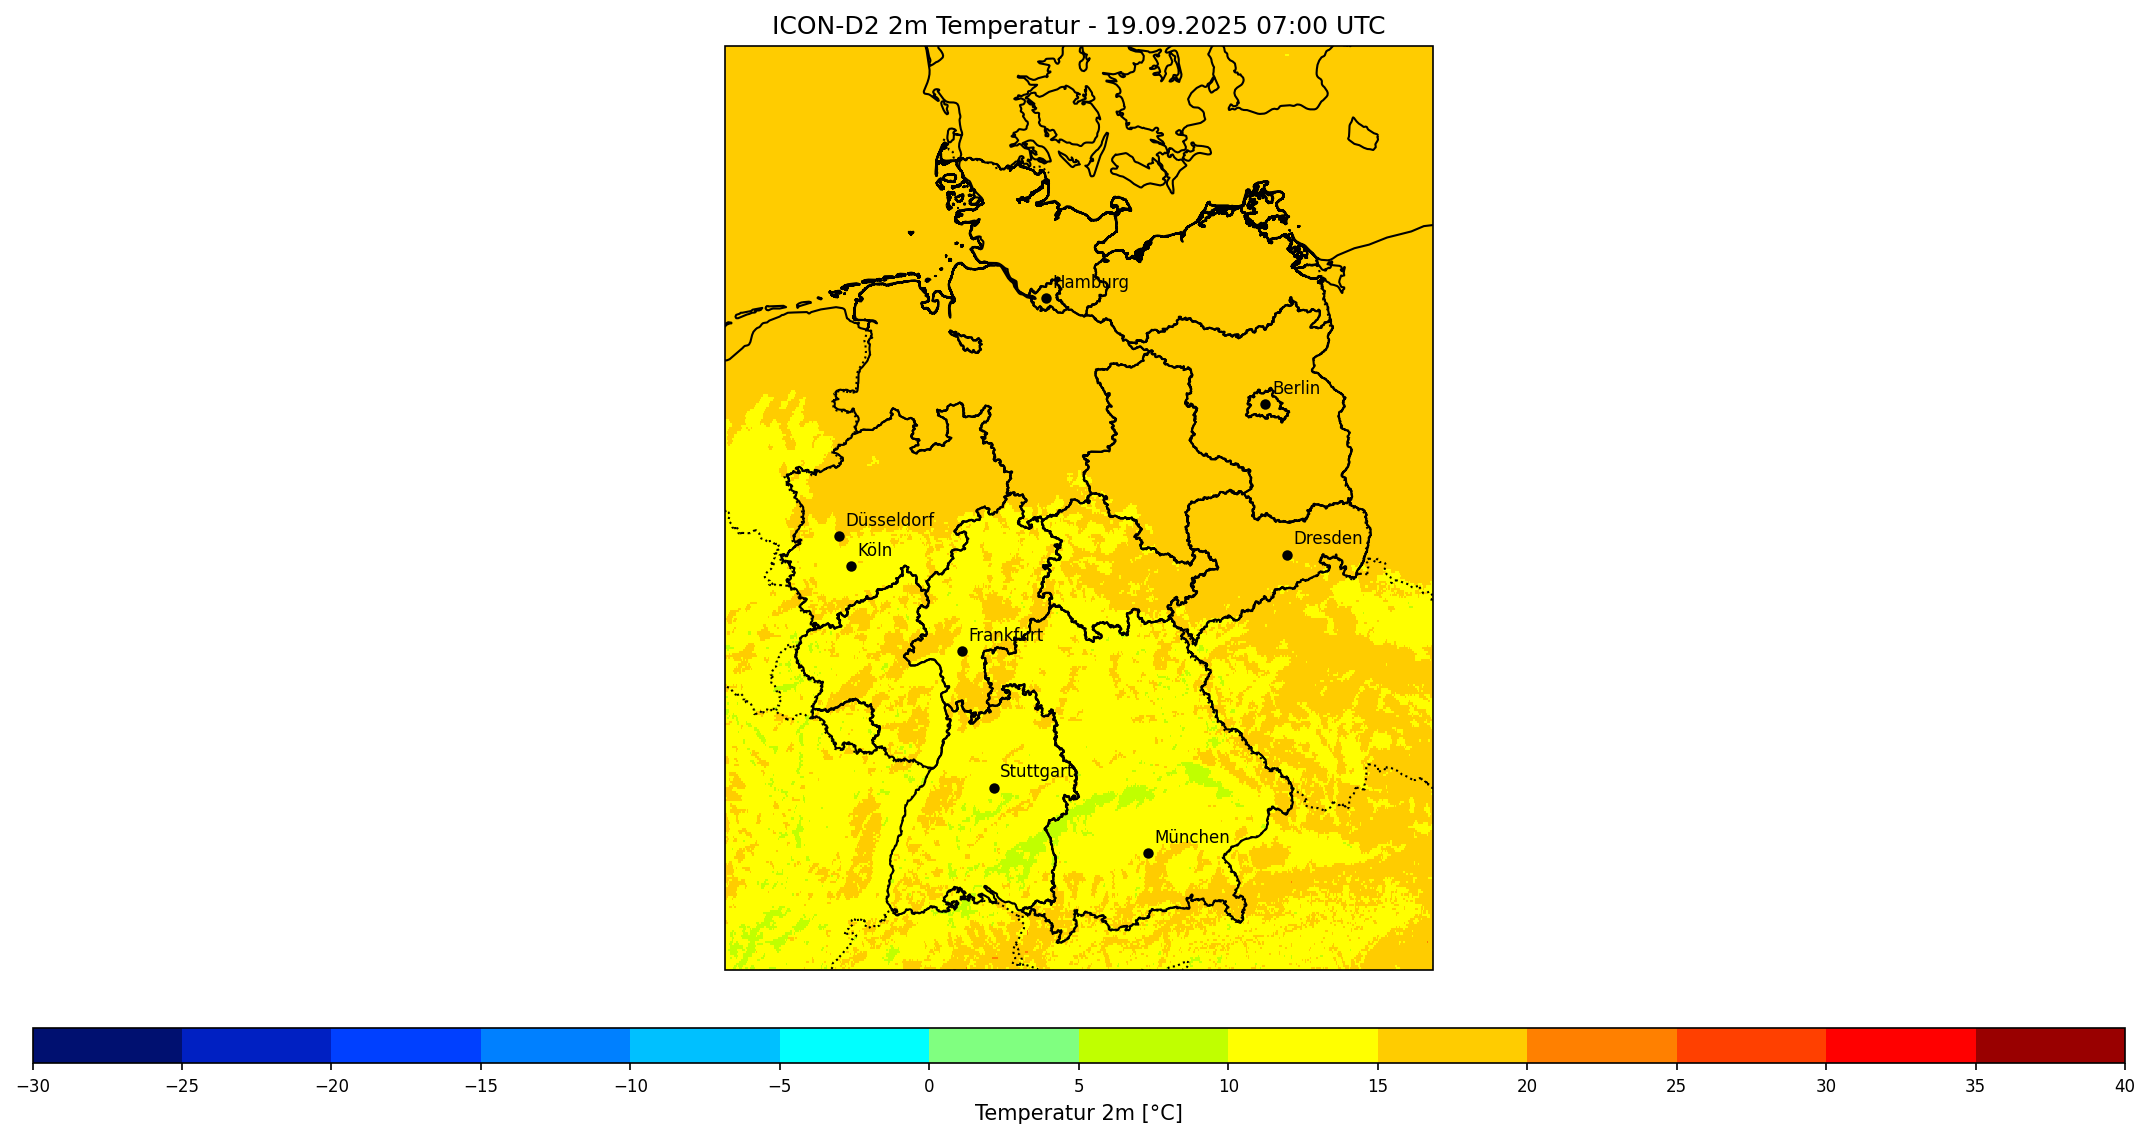 ICON-D2 2m Temperatur - 19.09.2025 07:00 UTC
Hamburg
Berlin
Düsseldorf
Köln
Dresden
Frankfurt
Stuttgart
München
−30 −25 −20 −15 −10 −5 0 5 10 15 20 25 30 35 40
Temperatur 2m [°C]